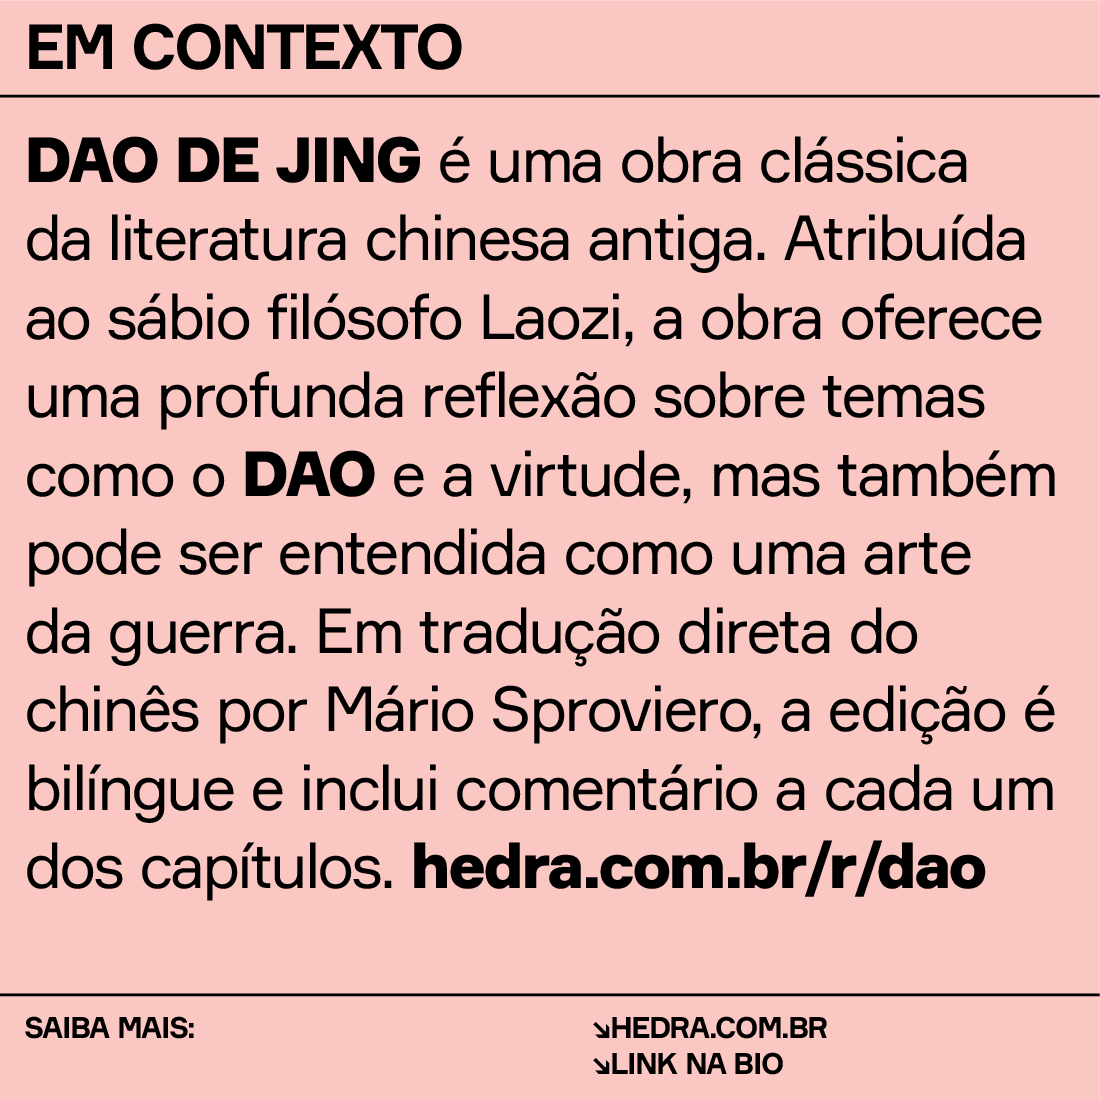 EM CONTEXTO
DAO DE JING é uma obra clássica
da literatura chinesa antiga. Atribuída
ao sábio filósofo Laozi, a obra oferece
uma profunda reflexão sobre temas
como o DAO e a virtude, mas também
pode ser entendida como uma arte
da guerra. Em tradução direta do
chinês por Mário Sproviero, a edição é
bilíngue e inclui comentário a cada um
dos capítulos. hedra.com.br/r/dao
SAIBA MAIS:
↘HEDRA.COM.BR
↘LINK NA BIO